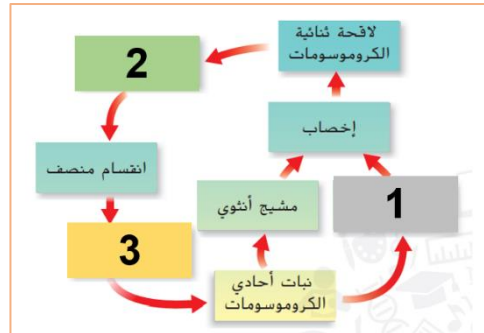 لاقحة ثنائية
الكروموسومات
2
إخصاب
انقسام منصف
مشيج أنثوي
1
3
نبات أحادي
الكروموسومات